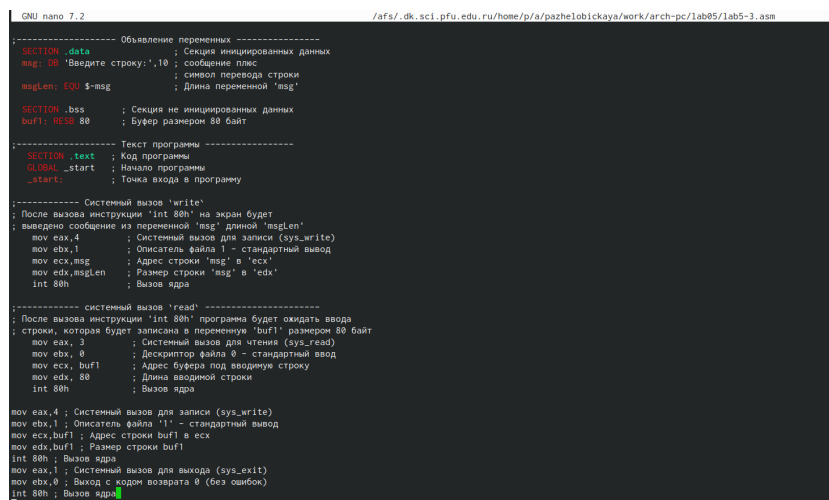 GNU nano 7.2 /afs/.dk.sci.pfu.edu.ru/home/p/a/pazhelobickaya/work/arch-pc/lab05/lab5-3.asm
;------------------- Объявление переменных ----------------
SECTION .data ; Секция инициированных данных
msg: DB 'Введите строку:',10 ; сообщение плюс
; символ перевода строки
msgLen: EQU $-msg ; Длина переменной 'msg'
SECTION .bss ; Секция не инициированных данных
buf1: RESB 80 ; Буфер размером 80 байт
;------------------- Текст программы -----------------
SECTION .text ; Код программы
GLOBAL _start ; Начало программы
_start: ; Точка входа в программу
;------------ Cистемный вызов `write`
; После вызова инструкции 'int 80h' на экран будет
; выведено сообщение из переменной 'msg' длиной 'msgLen'
mov eax,4 ; Системный вызов для записи (sys_write)
mov ebx,1 ; Описатель файла 1 - стандартный вывод
mov ecx,msg ; Адрес строки 'msg' в 'ecx'
mov edx,msgLen ; Размер строки 'msg' в 'edx'
int 80h ; Вызов ядра
;------------ системный вызов `read` ----------------------
; После вызова инструкции 'int 80h' программа будет ожидать ввода
; строки, которая будет записана в переменную 'buf1' размером 80 байт
mov eax, 3 ; Системный вызов для чтения (sys_read)
mov ebx, 0 ; Дескриптор файла 0 - стандартный ввод
mov ecx, buf1 ; Адрес буфера под вводимую строку
mov edx, 80 ; Длина вводимой строки
int 80h ; Вызов ядра
mov eax,4 ; Системный вызов для записи (sys_write)
mov ebx,1 ; Описатель файла '1' - стандартный вывод
mov ecx,buf1 ; Адрес строки buf1 в ecx
mov edx,buf1 ; Размер строки buf1
int 80h ; Вызов ядра
mov eax,1 ; Системный вызов для выхода (sys_exit)
mov ebx,0 ; Выход с кодом возврата 0 (без ошибок)
int 80h ; Вызов ядра